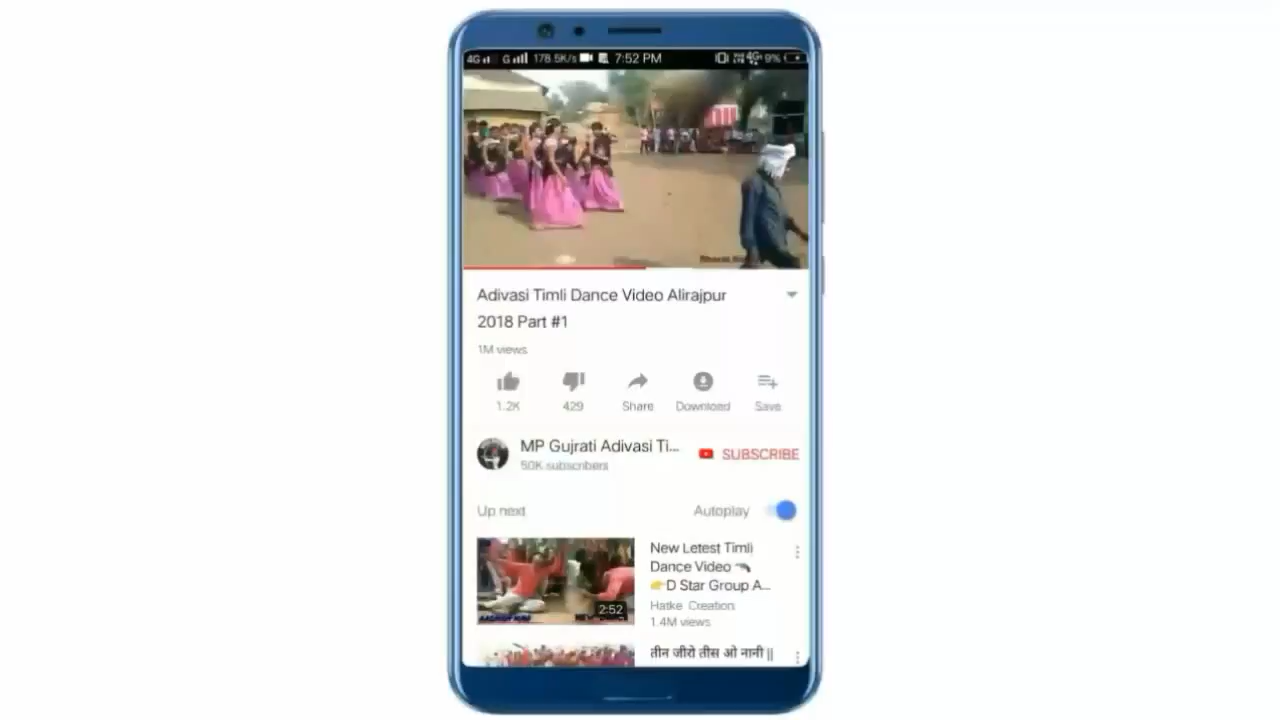 4G G 178.5K/s 7:52 PM 4G+ 9%
Adivasi Timli Dance Video Alirajpur
2018 Part #1
1M views
1.2K 429 Share Download Save
MP Gujrati Adivasi Ti...
SUBSCRIBE
50K subscribers
Up next Autoplay
New Letest Timli
Dance Video
D Star Group A...
Hatke Creation
1.4M views
2:52
तीन जीरो तीस ओ नानी ||